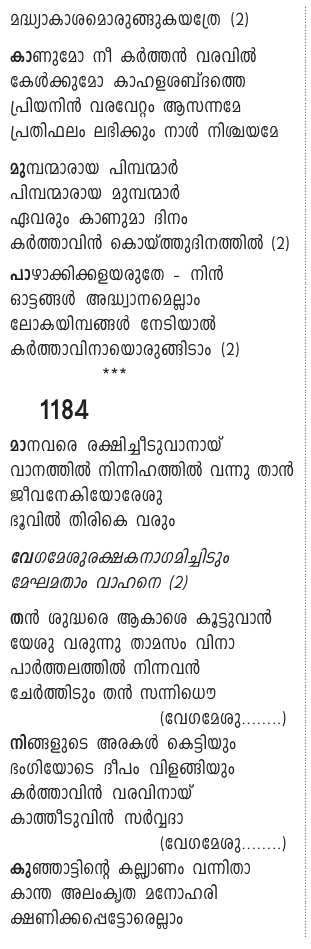 മദ്ധ്യാകാശമൊരുങ്ങുകയത്രേ (2)
കാണുമോ നീ കർത്തൻ വരവിൽ
കേൾക്കുമോ കാഹളശബ്ദത്തെ
പ്രിയനിൻ വരവേറ്റം ആസന്നമേ
പ്രതിഫലം ലഭിക്കും നാൾ നിശ്ചയമേ
മുമ്പന്മാരായ പിമ്പന്മാർ
പിമ്പന്മാരായ മുമ്പന്മാർ
ഏവരും കാണുമാ ദിനം
കർത്താവിൻ കൊയ്ത്തുദിനത്തിൽ (2)
പാഴാക്കിക്കളയരുതേ - നിൻ
ഓട്ടങ്ങൾ അദ്ധ്വാനമെല്ലാം
ലോകയിമ്പങ്ങൾ നേടിയാൽ
കർത്താവിനായൊരുങ്ങിടാം (2)
***
1184
മാനവരെ രക്ഷിച്ചീടുവാനായ്
വാനത്തിൽ നിന്നിഹത്തിൽ വന്നു താൻ
ജീവനേകിയോരേശു
ഭൂവിൽ തിരികെ വരും
വേഗമേശുരക്ഷകനാഗമിച്ചിടും
മേഘമതാം വാഹനെ (2)
തൻ ശുദ്ധരെ ആകാശെ കൂട്ടുവാൻ
യേശു വരുന്നു താമസം വിനാ
പാർത്തലത്തിൽ നിന്നവൻ
ചേർത്തിടും തൻ സന്നിധൌ
(വേഗമേശു........)
നിങ്ങളുടെ അരകൾ കെട്ടിയും
ഭംഗിയോടെ ദീപം വിളങ്ങിയും
കർത്താവിൻ വരവിനായ്
കാത്തീടുവിൻ സർവ്വദാ
(വേഗമേശു........)
കുഞ്ഞാട്ടിന്റെ കല്ല്യാണം വന്നിതാ
കാന്ത അലംകൃത മനോഹരി
ക്ഷണിക്കപ്പെട്ടോരെല്ലാം